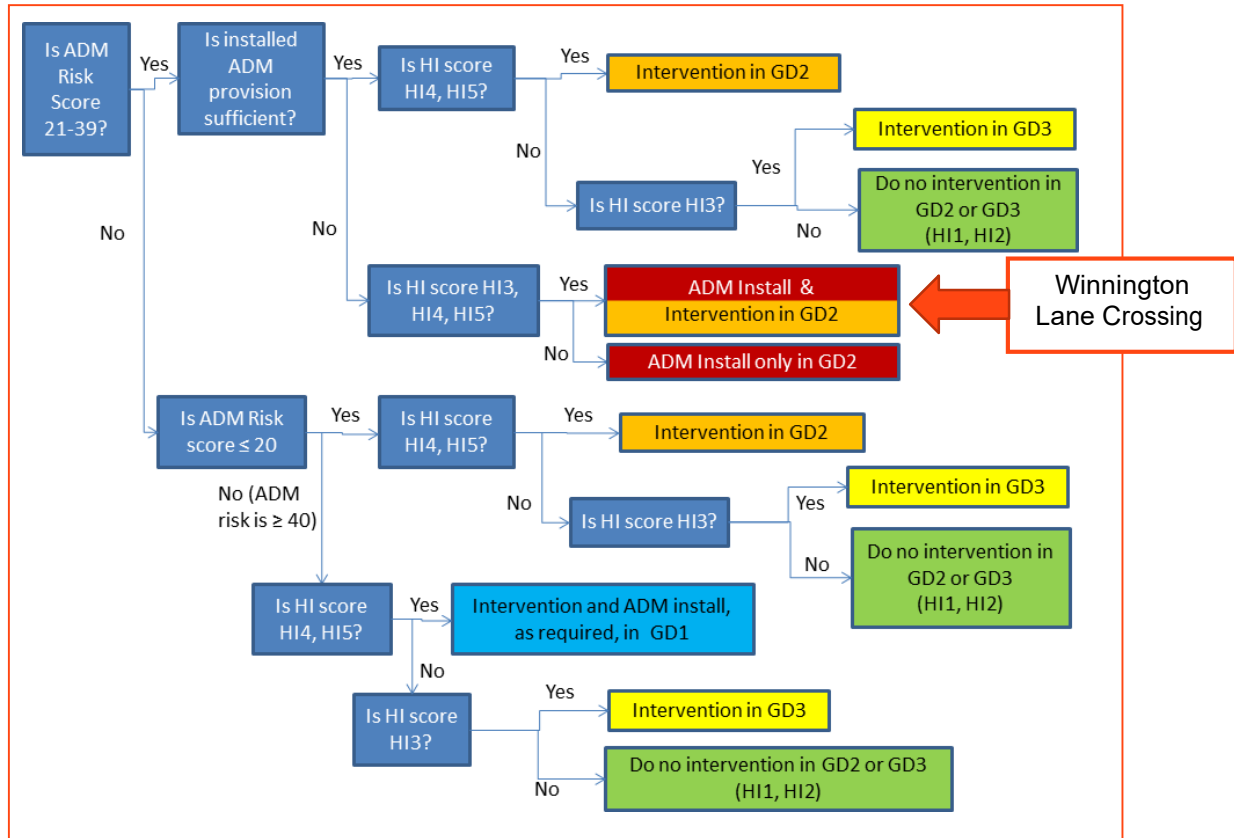 Is ADM
Risk
Score
21-39?
Yes
Is installed
ADM
provision
sufficient?
Yes
Is HI score
HI4, HI5?
Yes
Intervention in GD2
No
Is HI score HI3?
Yes
Intervention in GD3
No
Do no intervention in
GD2 or GD3
(HI1, HI2)
No
No
Is HI score HI3,
HI4, HI5?
Yes
ADM Install &
Intervention in GD2
No
ADM Install only in GD2
Winnington
Lane Crossing
Is ADM Risk
score ≤ 20
Yes
Is HI score
HI4, HI5?
Yes
Intervention in GD2
No
Is HI score HI3?
Yes
Intervention in GD3
No
Do no intervention in
GD2 or GD3
(HI1, HI2)
No (ADM
risk is ≥ 40)
Is HI score
HI4, HI5?
Yes
Intervention and ADM install,
as required, in GD1
No
Is HI score
HI3?
Yes
Intervention in GD3
No
Do no intervention in GD2 or GD3
(HI1, HI2)